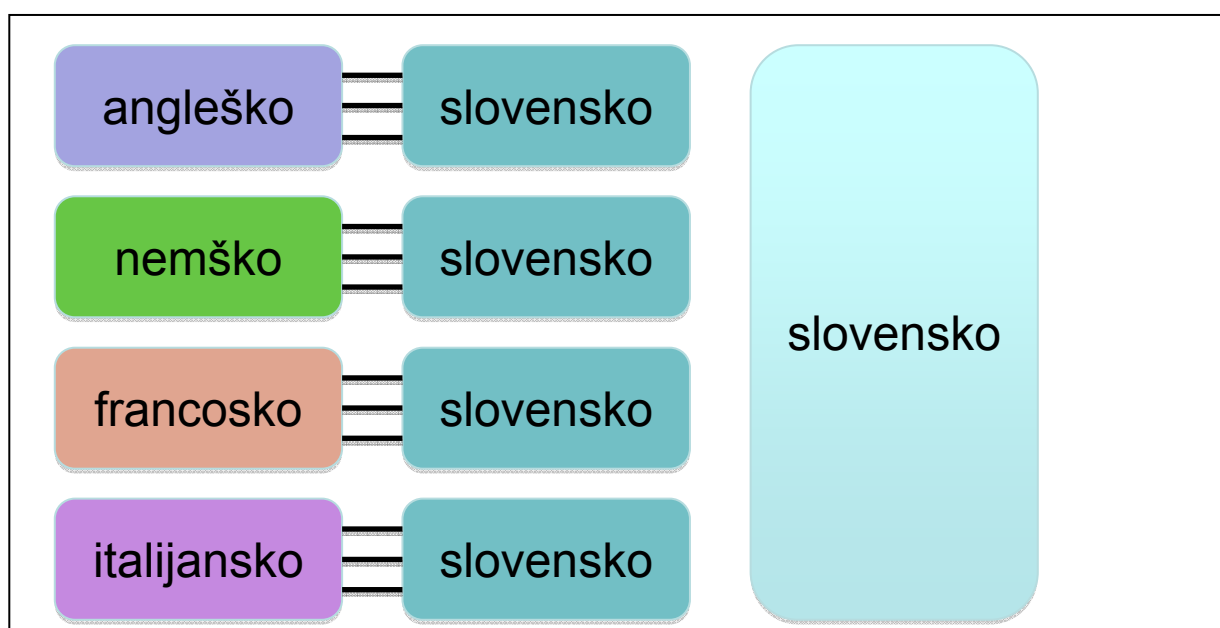 angleško
slovensko
nemško
slovensko
slovensko
francosko
slovensko
italijansko
slovensko